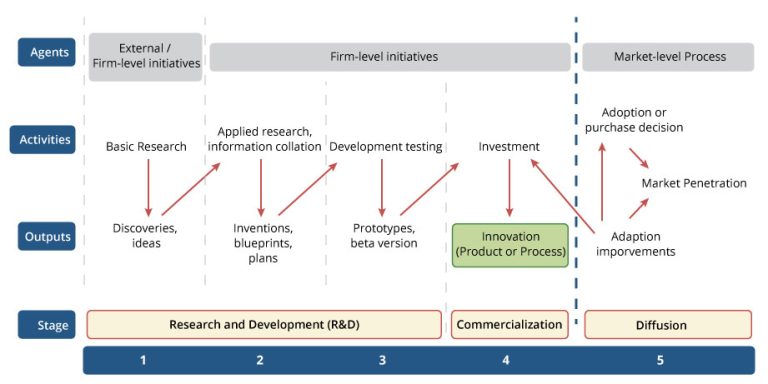 Agents
External /
Firm-level initiatives
Firm-level initiatives
Market-level Process
Activities
Basic Research
Applied research,
information collation
Development testing
Investment
Adoption or
purchase decision
Market Penetration
Outputs
Discoveries,
ideas
Inventions,
blueprints,
plans
Prototypes,
beta version
Innovation
(Product or Process)
Adaption
imporvements
Stage
Research and Development (R&D)
Commercialization
Diffusion
1
2
3
4
5